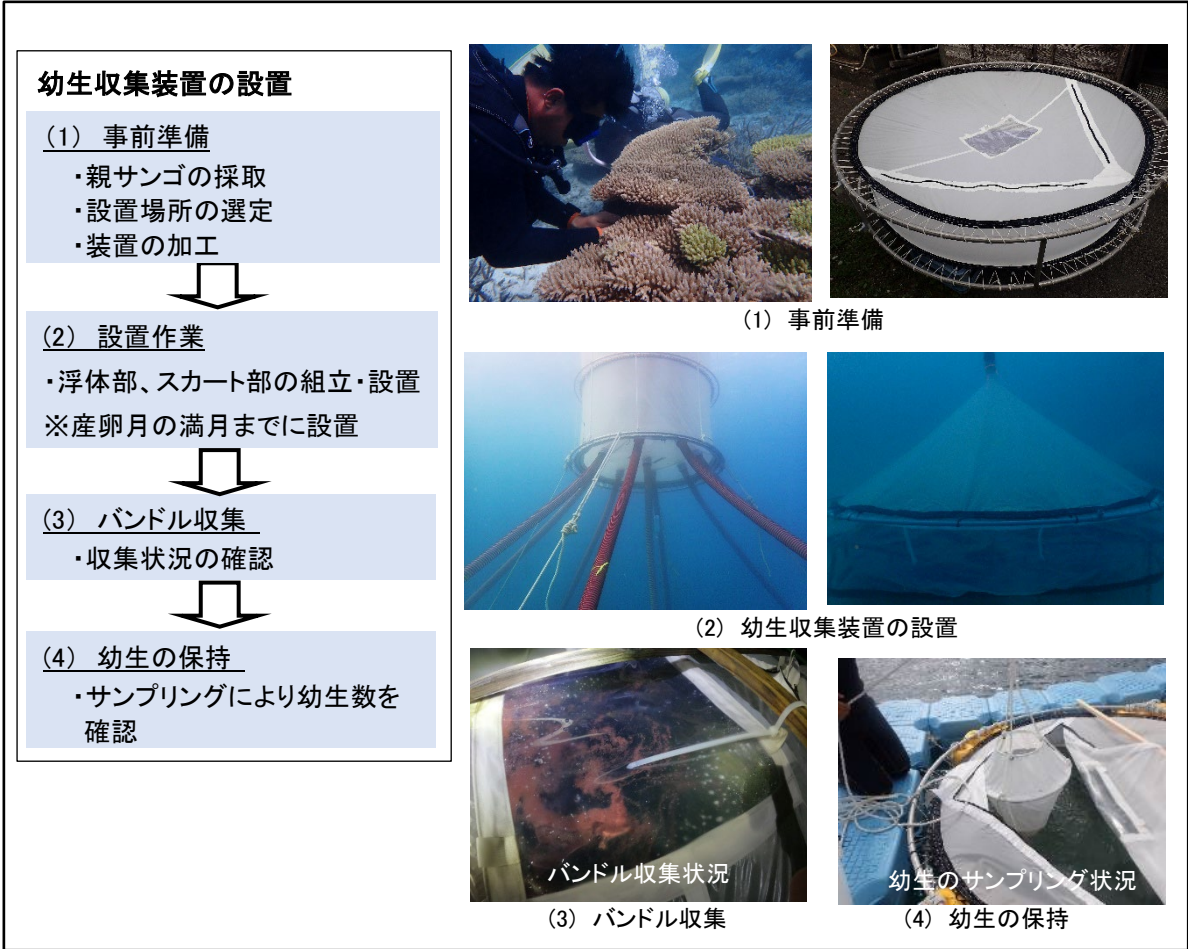 幼生収集装置の設置
(1) 事前準備
・親サンゴの採取
・設置場所の選定
・装置の加工
(2) 設置作業
・浮体部、スカート部の組立・設置
※産卵月の満月までに設置
(3) バンドル収集
・収集状況の確認
(4) 幼生の保持
・サンプリングにより幼生数を
確認
(1) 事前準備
(2) 幼生収集装置の設置
バンドル収集状況
(3) バンドル収集
幼生のサンプリング状況
(4) 幼生の保持